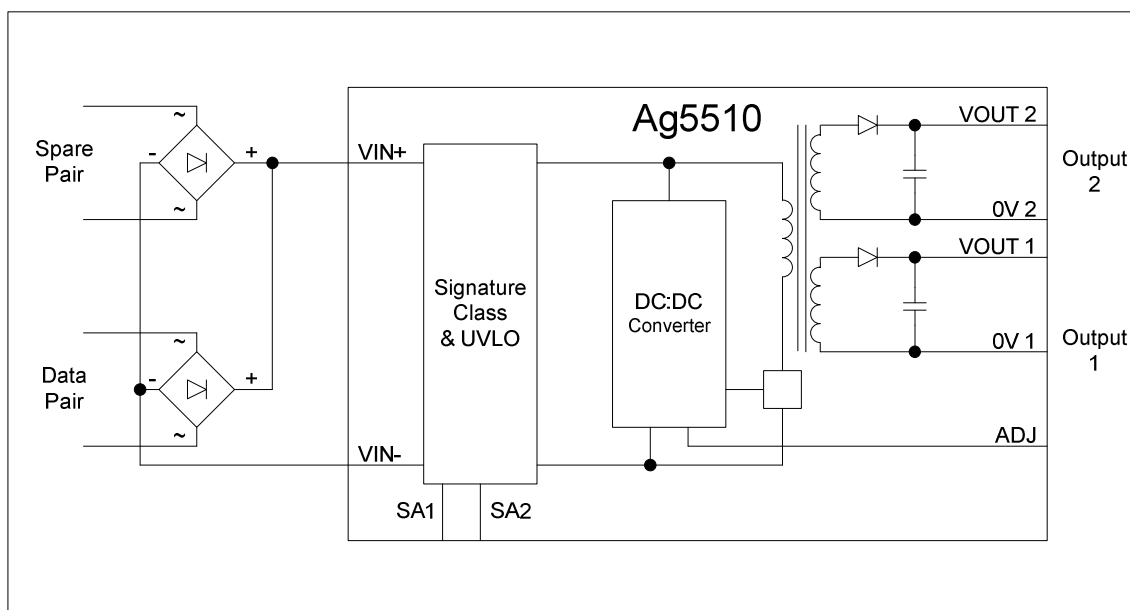 Ag5510
~
Spare
Pair
-
+
~
VIN+
VOUT 2
Output
2
0V 2
VOUT 1
Signature
Class
& UVLO
DC:DC
Converter
~
Data
Pair
-
+
~
0V 1
Output
1
ADJ
VIN-
SA1
SA2